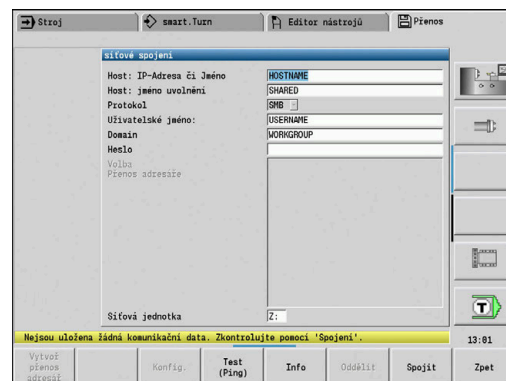 Stroj smart.Turn Editor nástrojů Přenos
síťové spojení
Host: IP-Adresa či Jméno HOSTNAME
Host: jméno uvolnění SHARED
Protokol SMB
Uživatelské jméno: USERNAME
Domain WORKGROUP
Heslo
Volba
Přenos adresáře
Síťová jednotka Z:
T
Nejsou uložena žádná komunikační data. Zkontrolujte pomocí 'Spojení'. 13:01
Vytvoř přenos adresář Konfig. Test (Ping) Info Oddělit Spojit Zpet